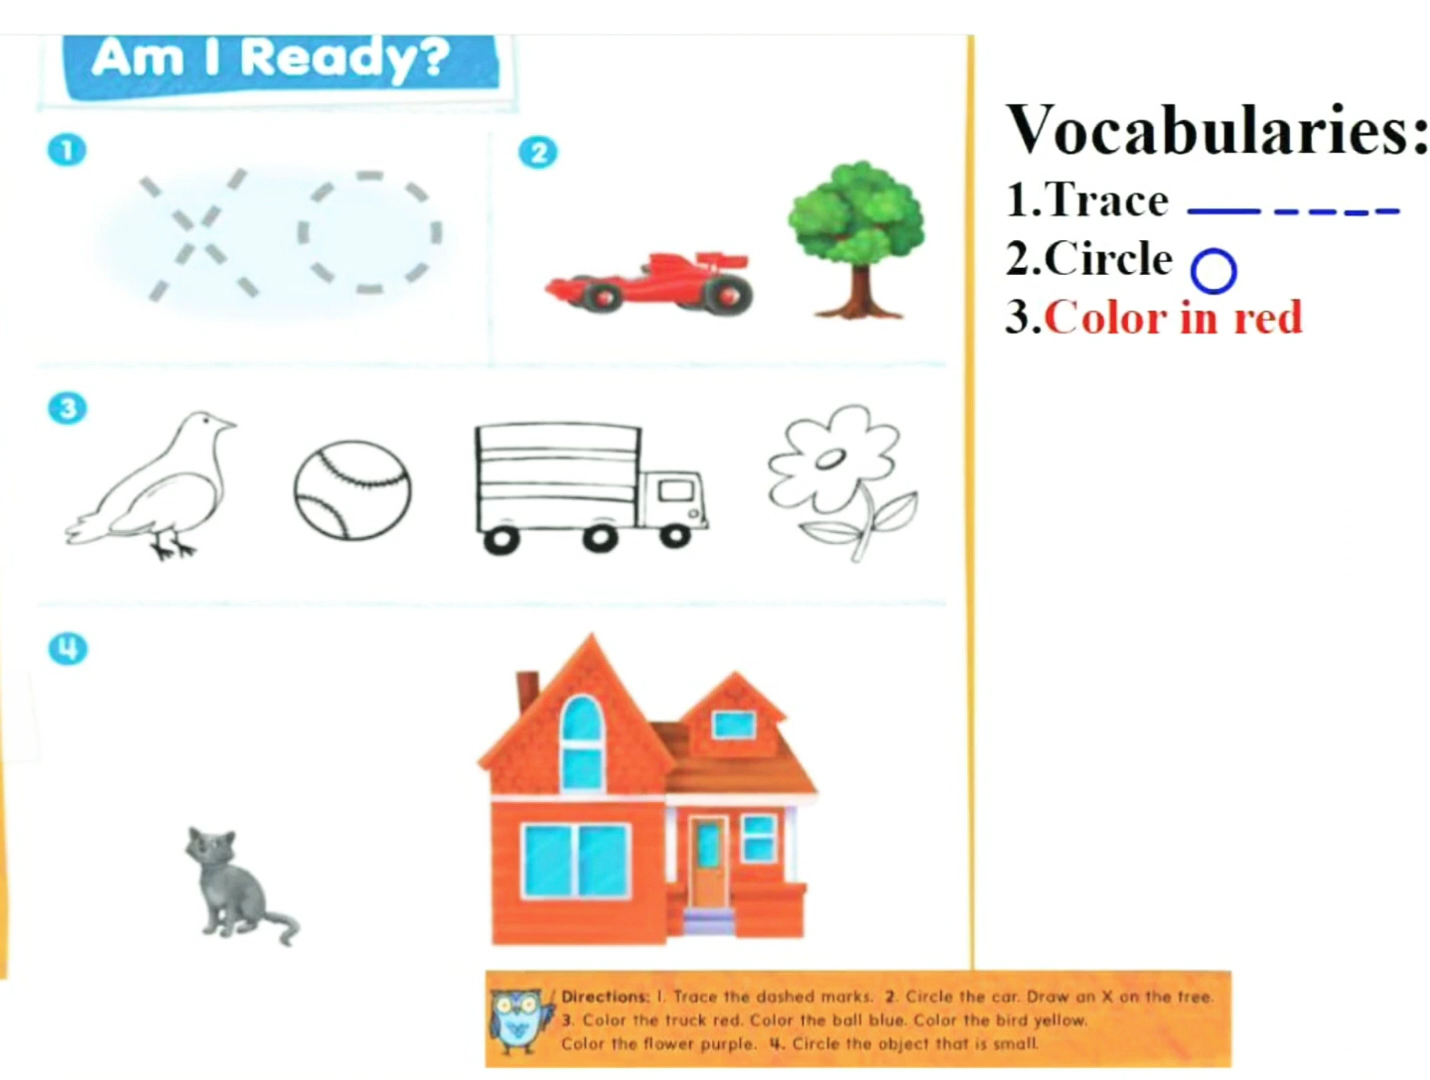 Am I Ready?
1
2
3
4
Vocabularies:
1.Trace
2.Circle
3.Color in red
Directions: 1. Trace the dashed marks. 2. Circle the car. Draw an X on the tree.
3. Color the truck red. Color the ball blue. Color the bird yellow.
Color the flower purple. 4. Circle the object that is small.